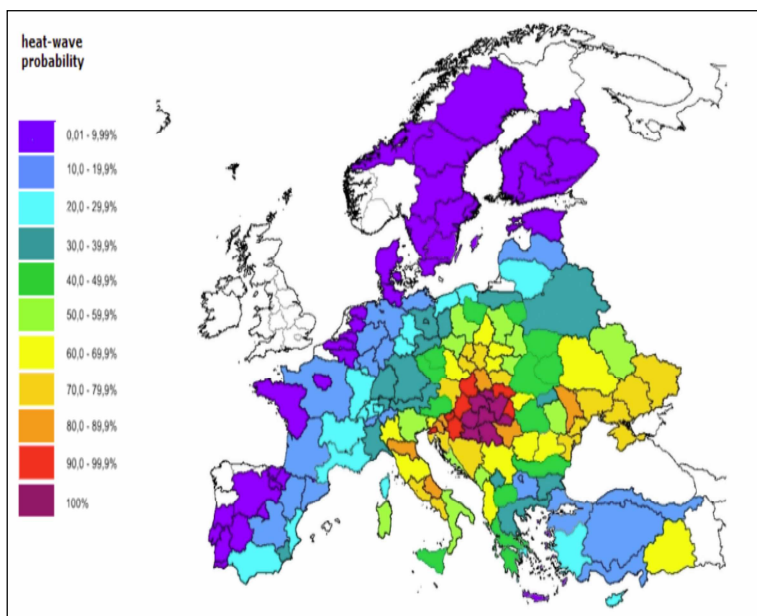 heat-wave
probability
0,01 - 9,99%
10,0 - 19,9%
20,0 - 29,9%
30,0 - 39,9%
40,0 - 49,9%
50,0 - 59,9%
60,0 - 69,9%
70,0 - 79,9%
80,0 - 89,9%
90,0 - 99,9%
100%